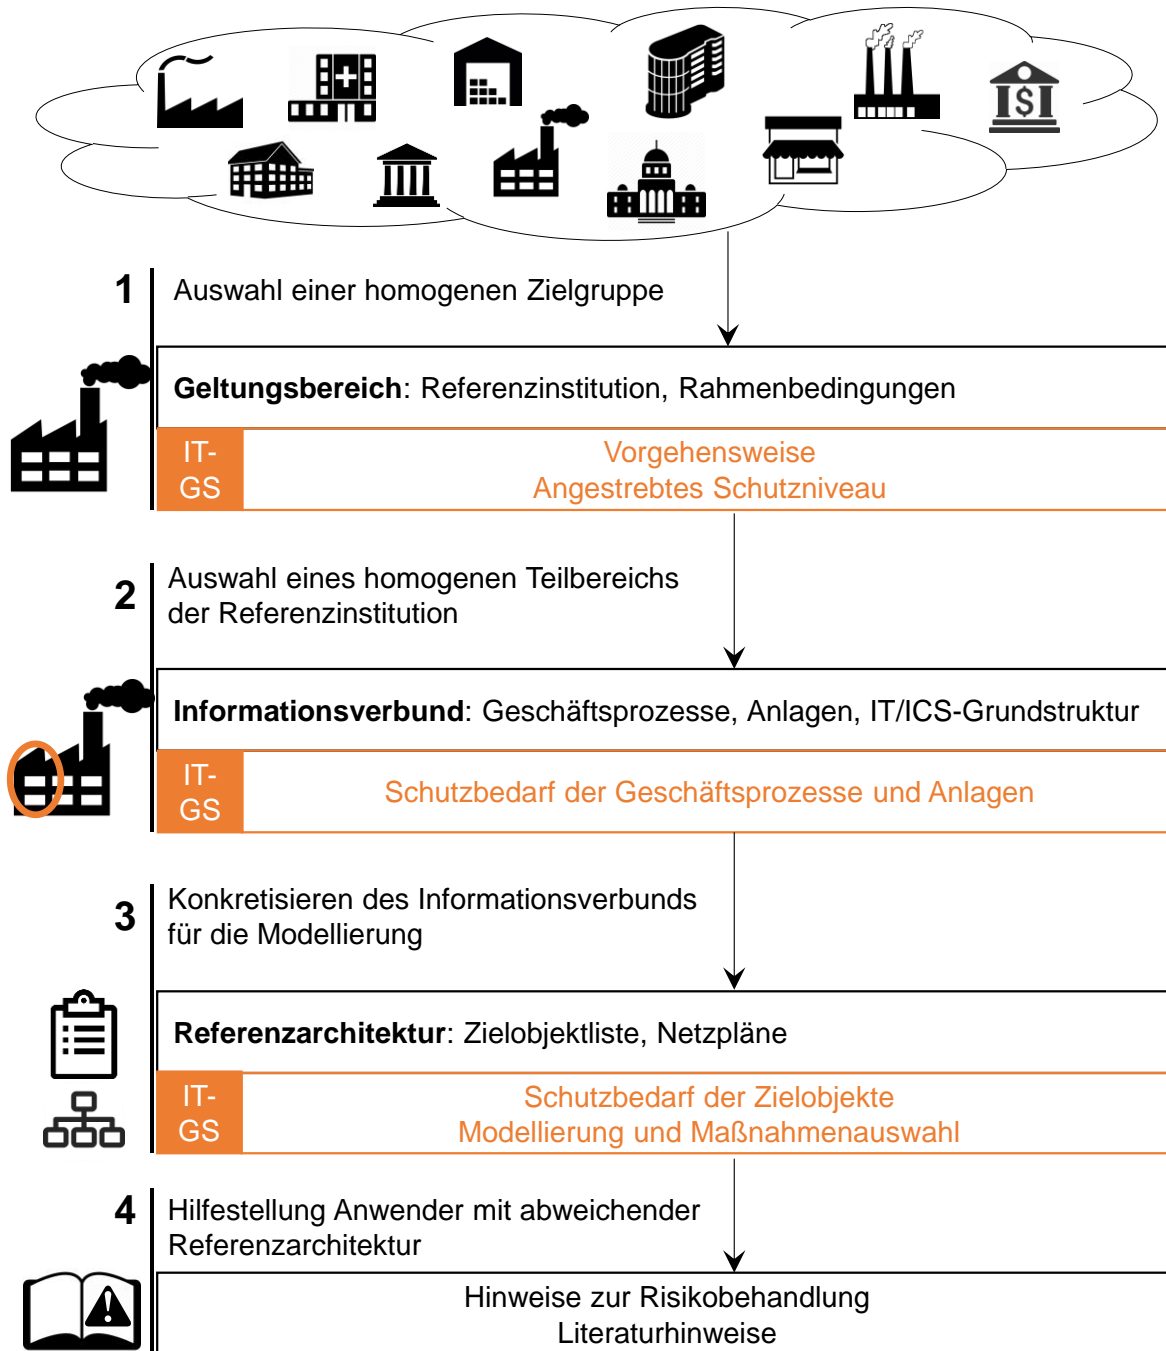 $
1
Auswahl einer homogenen Zielgruppe
Geltungsbereich: Referenzinstitution, Rahmenbedingungen
IT-
GS
Vorgehensweise
Angestrebtes Schutzniveau
2
Auswahl eines homogenen Teilbereichs
der Referenzinstitution
Informationsverbund: Geschäftsprozesse, Anlagen, IT/ICS-Grundstruktur
IT-
GS
Schutzbedarf der Geschäftsprozesse und Anlagen
3
Konkretisieren des Informationsverbunds
für die Modellierung
Referenzarchitektur: Zielobjektliste, Netzpläne
IT-
GS
Schutzbedarf der Zielobjekte
Modellierung und Maßnahmenauswahl
4
Hilfestellung Anwender mit abweichender
Referenzarchitektur
Hinweise zur Risikobehandlung
Literaturhinweise